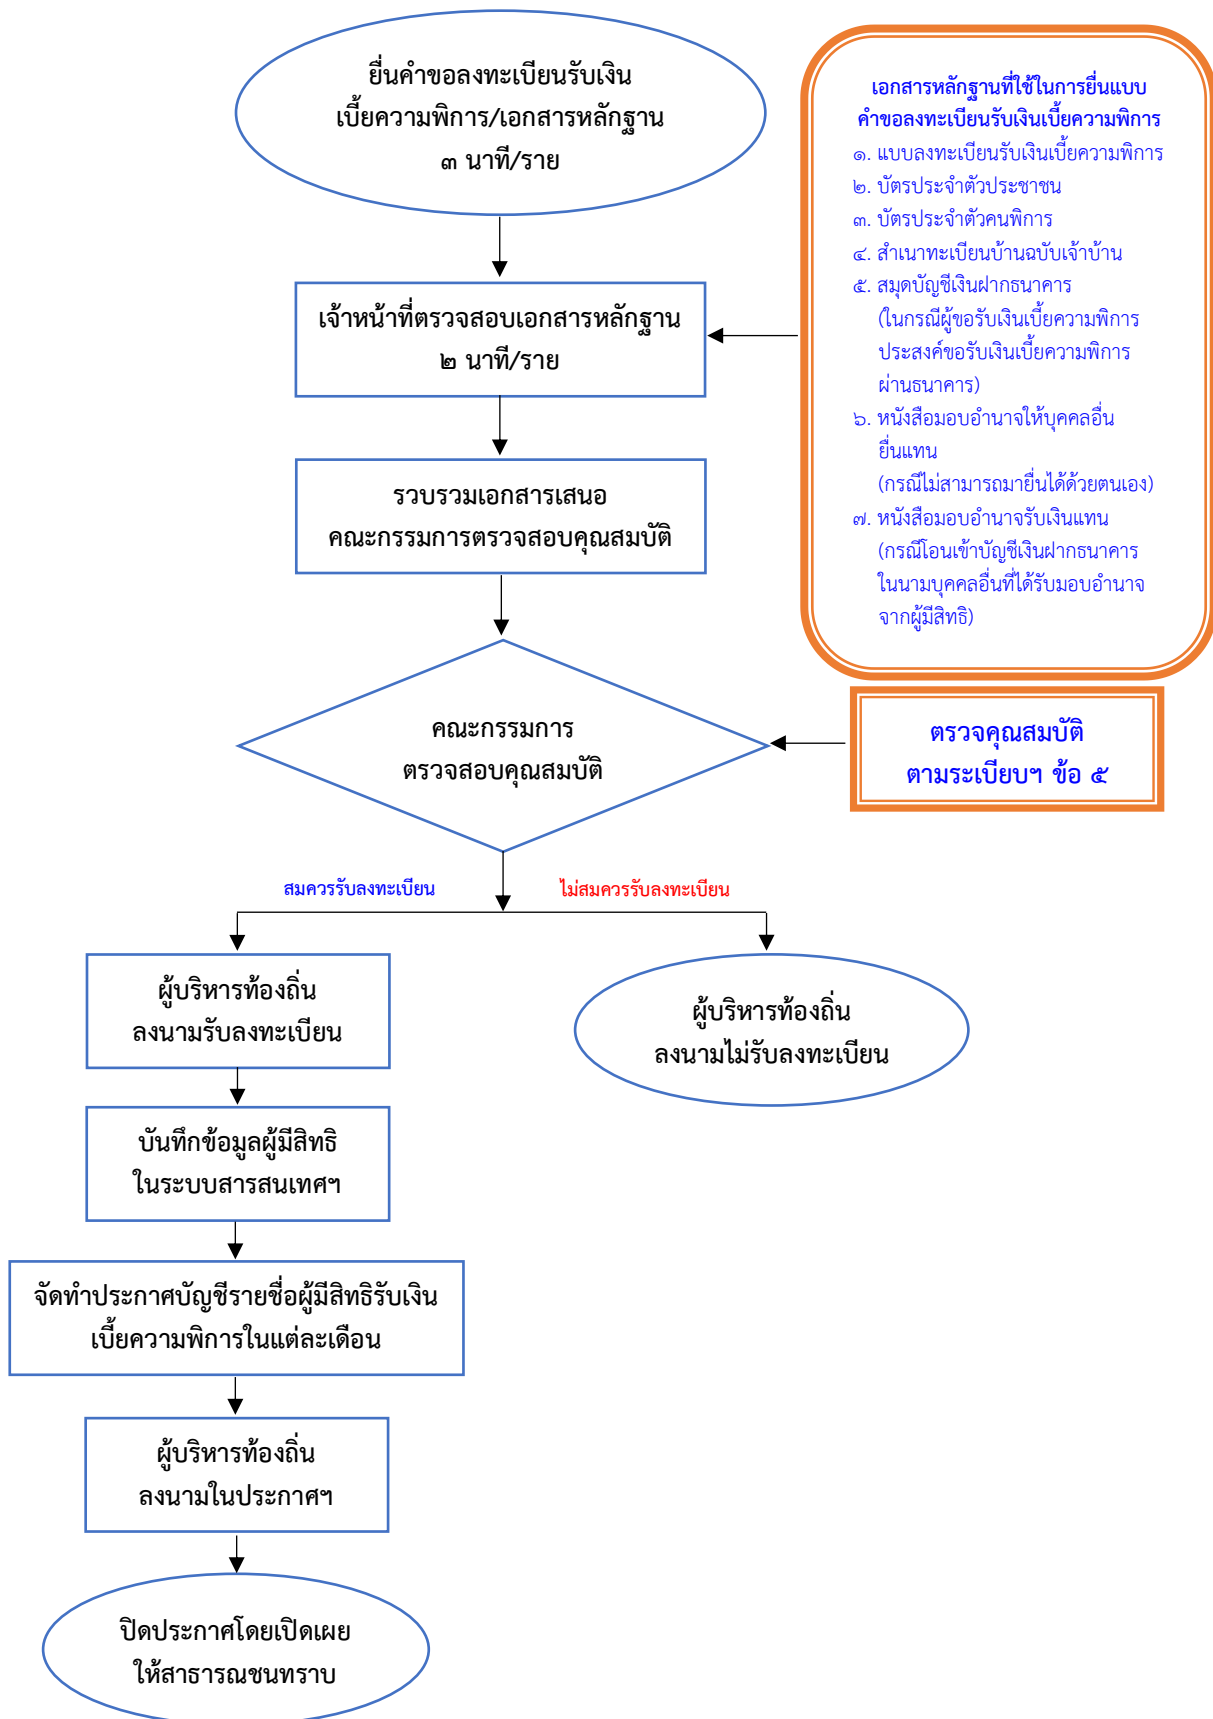 ยื่นคำขอลงทะเบียนรับเงิน
เบี้ยความพิการ/เอกสารหลักฐาน
๓ นาที/ราย
เอกสารหลักฐานที่ใช้ในการยื่นแบบ
คำขอลงทะเบียนรับเงินเบี้ยความพิการ
๑. แบบลงทะเบียนรับเงินเบี้ยความพิการ
๒. บัตรประจำตัวประชาชน
๓. บัตรประจำตัวคนพิการ
๔. สำเนาทะเบียนบ้านฉบับเจ้าบ้าน
๕. สมุดบัญชีเงินฝากธนาคาร
(ในกรณีผู้ขอรับเงินเบี้ยความพิการ
ประสงค์ขอรับเงินเบี้ยความพิการ
ผ่านธนาคาร)
๖. หนังสือมอบอำนาจให้บุคคลอื่น
ยื่นแทน
(กรณีไม่สามารถมายื่นได้ด้วยตนเอง)
๗. หนังสือมอบอำนาจรับเงินแทน
(กรณีโอนเข้าบัญชีเงินฝากธนาคาร
ในนามบุคคลอื่นที่ได้รับมอบอำนาจ
จากผู้มีสิทธิ)
เจ้าหน้าที่ตรวจสอบเอกสารหลักฐาน
๒ นาที/ราย
รวบรวมเอกสารเสนอ
คณะกรรมการตรวจสอบคุณสมบัติ
คณะกรรมการ
ตรวจสอบคุณสมบัติ
ตรวจคุณสมบัติ
ตามระเบียบฯ ข้อ ๕
สมควรรับลงทะเบียน
ไม่สมควรรับลงทะเบียน
ผู้บริหารท้องถิ่น
ลงนามรับลงทะเบียน
ผู้บริหารท้องถิ่น
ลงนามไม่รับลงทะเบียน
บันทึกข้อมูลผู้มีสิทธิ
ในระบบสารสนเทศฯ
จัดทำประกาศบัญชีรายชื่อผู้มีสิทธิรับเงิน
เบี้ยความพิการในแต่ละเดือน
ผู้บริหารท้องถิ่น
ลงนามในประกาศฯ
ปิดประกาศโดยเปิดเผย
ให้สาธารณชนทราบ